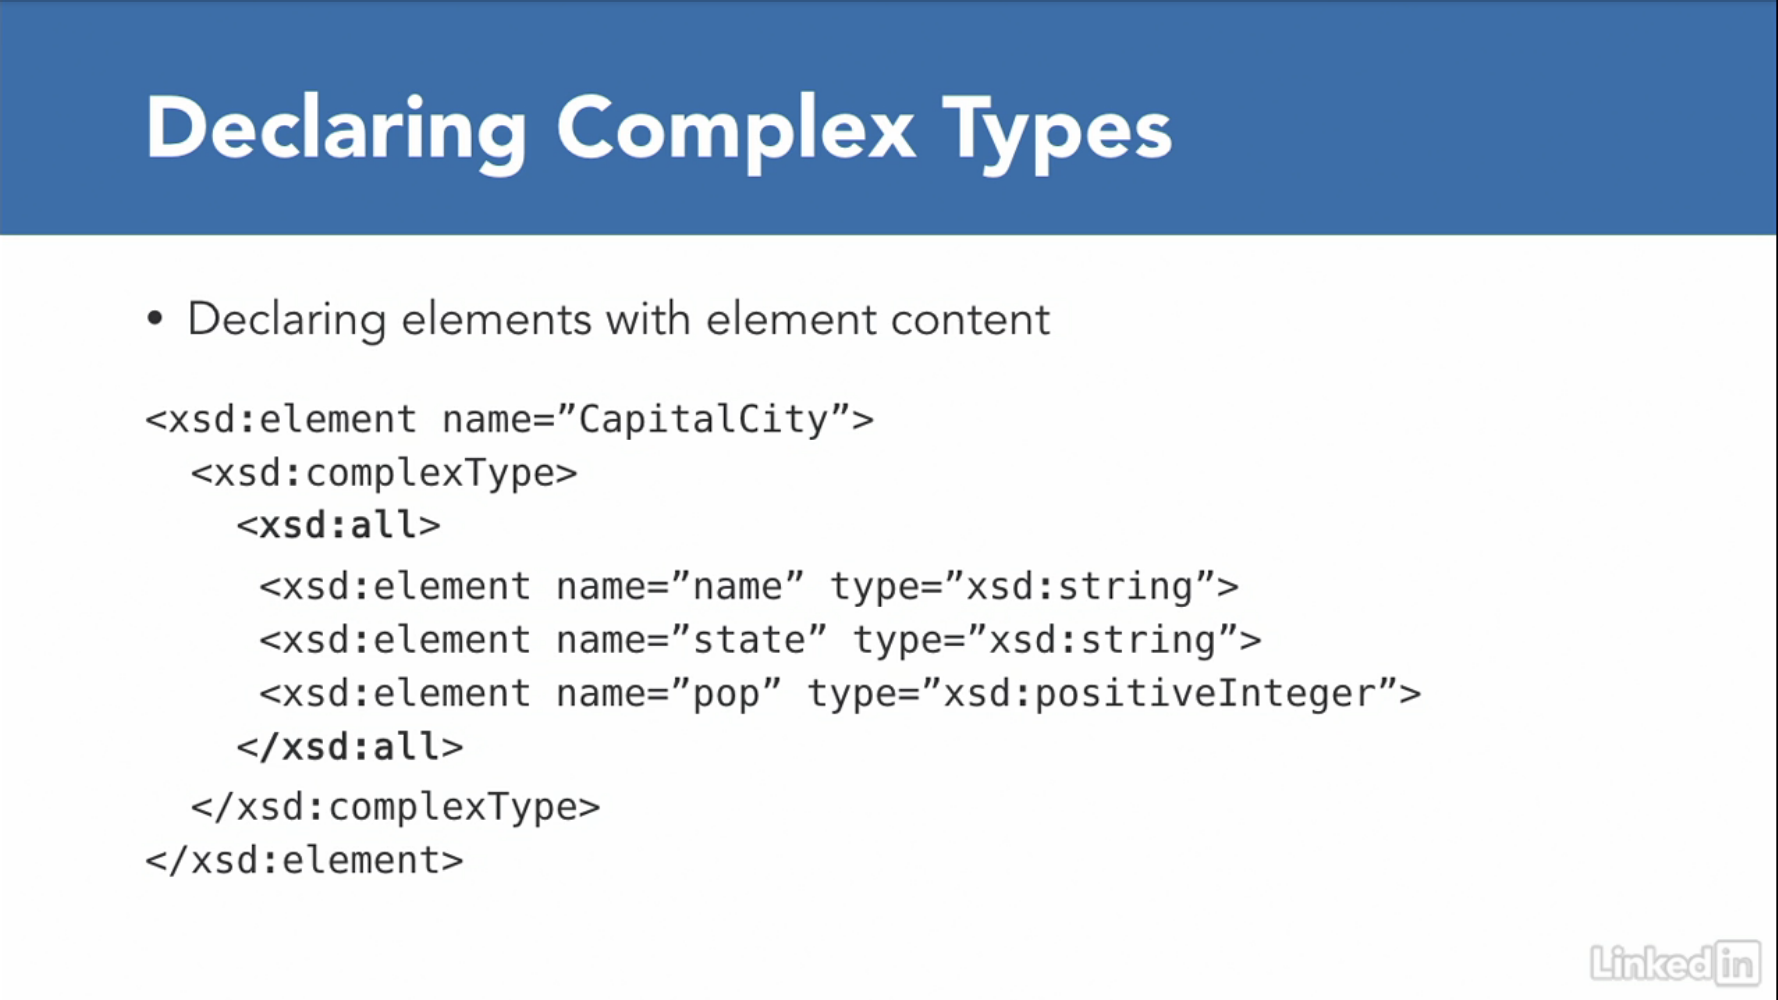 Declaring Complex Types
• Declaring elements with element content
<xsd:element name=”CapitalCity”>
<xsd:complexType>
<xsd:all>
<xsd:element name=”name” type=”xsd:string”>
<xsd:element name=”state” type=”xsd:string”>
<xsd:element name=”pop” type=”xsd:positiveInteger”>
</xsd:all>
</xsd:complexType>
</xsd:element>
Linked in